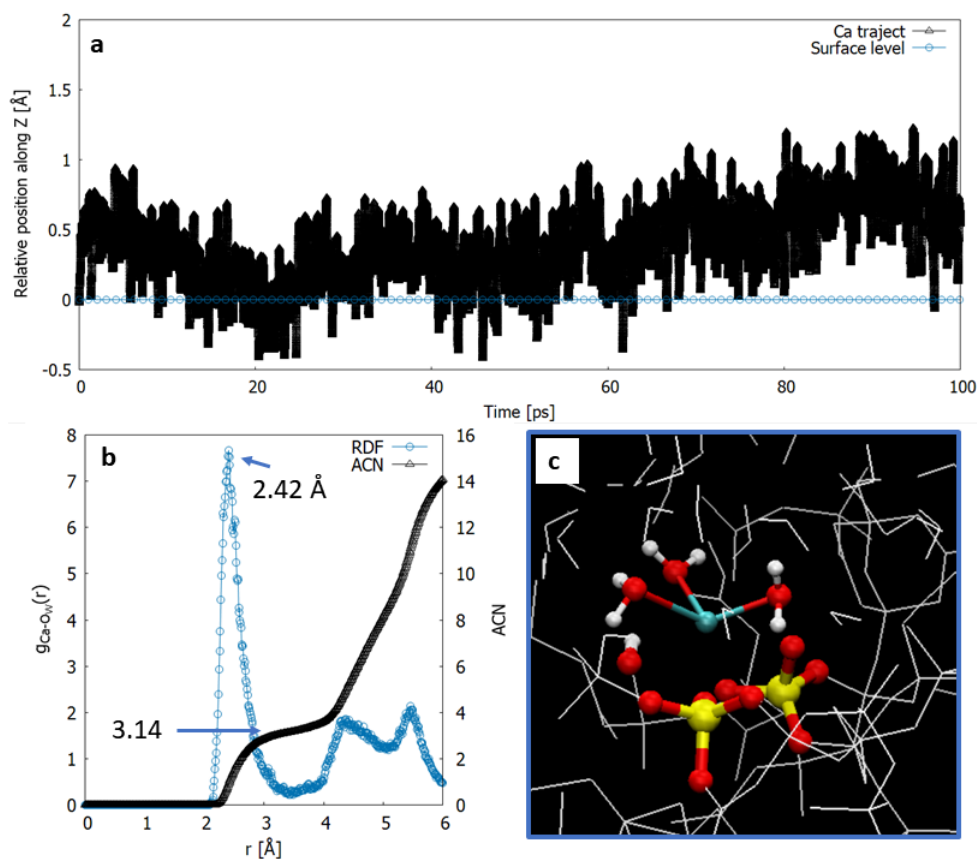 a
Ca traject
Surface level
Relative position along Z [Å]
2
1.5
1
0.5
0
-0.5
0 20 40 60 80 100
Time [ps]
b
RDF
ACN
2.42 Å
3.14
gCa-OW(r)
8
7
6
5
4
3
2
1
0
16
14
12
10
8
6
4
2
0
ACN
0 1 2 3 4 5 6
r [Å]
c